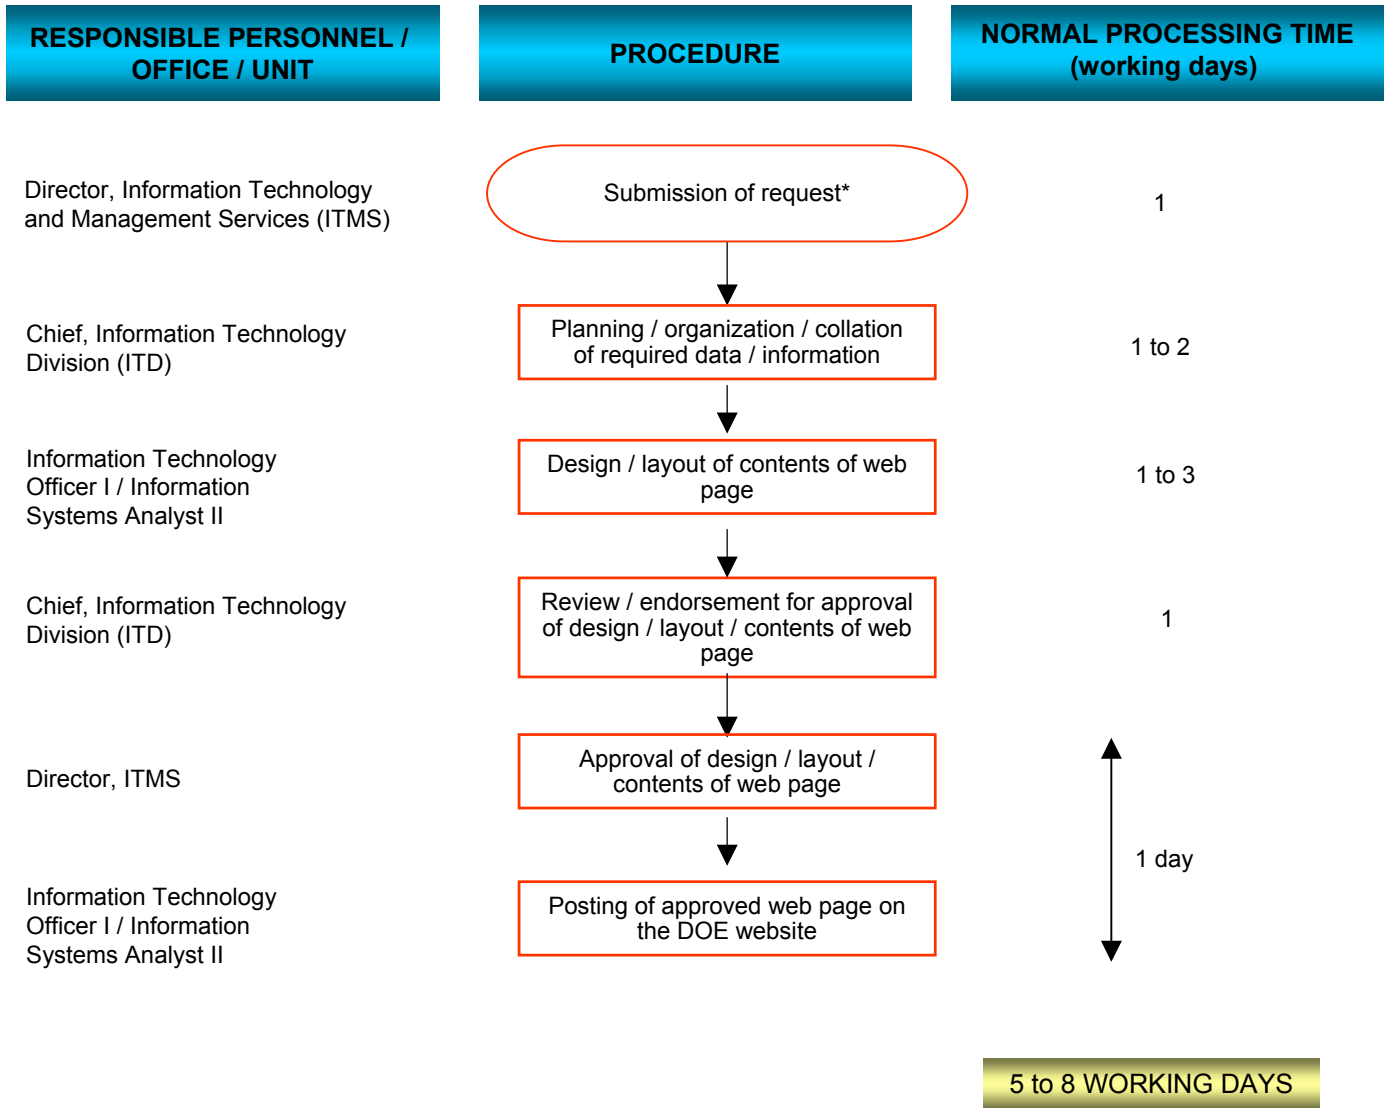 RESPONSIBLE PERSONNEL /
OFFICE / UNIT
PROCEDURE
NORMAL PROCESSING TIME
(working days)
Director, Information Technology
and Management Services (ITMS)
Submission of request*
1
Chief, Information Technology
Division (ITD)
Planning / organization / collation
of required data / information
1 to 2
Information Technology
Officer I / Information
Systems Analyst II
Design / layout of contents of web
page
1 to 3
Chief, Information Technology
Division (ITD)
Review / endorsement for approval
of design / layout / contents of web
page
1
Director, ITMS
Approval of design / layout /
contents of web page
1 day
Information Technology
Officer I / Information
Systems Analyst II
Posting of approved web page on
the DOE website
5 to 8 WORKING DAYS